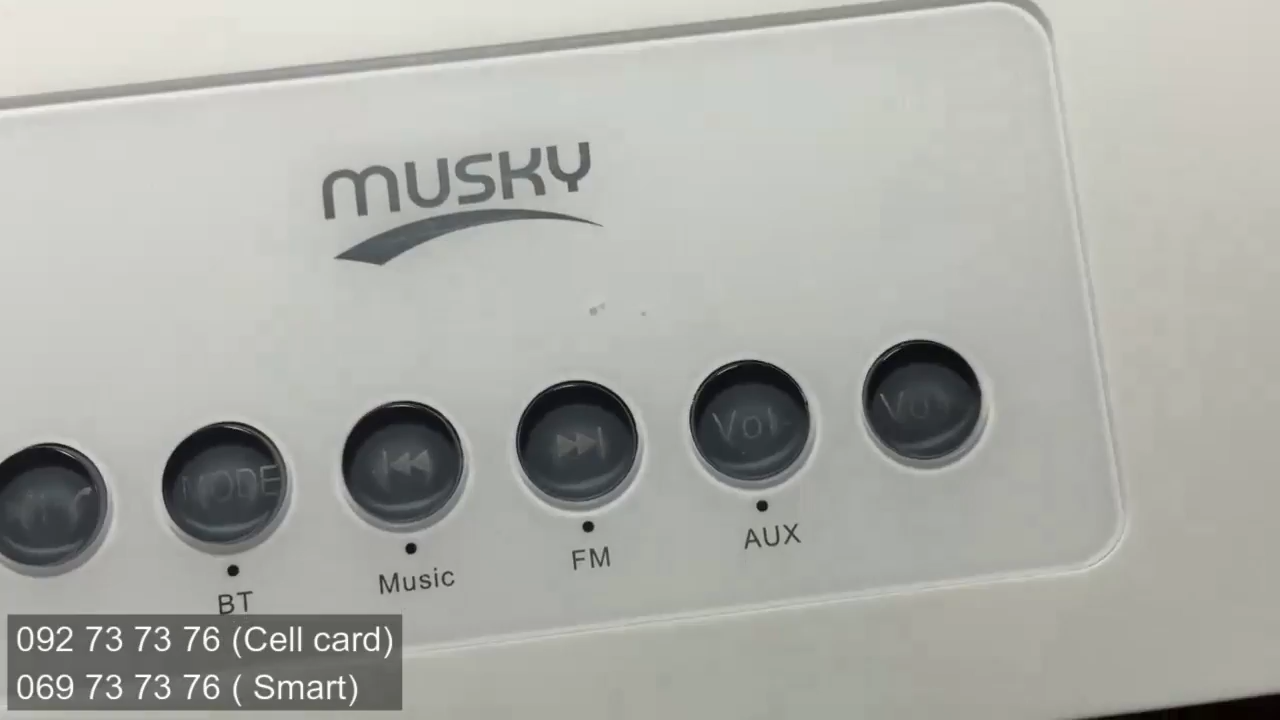 MUSKY
MODE
Vol-
BT
Music
FM
AUX
092 73 73 76 (Cell card)
069 73 73 76 ( Smart)